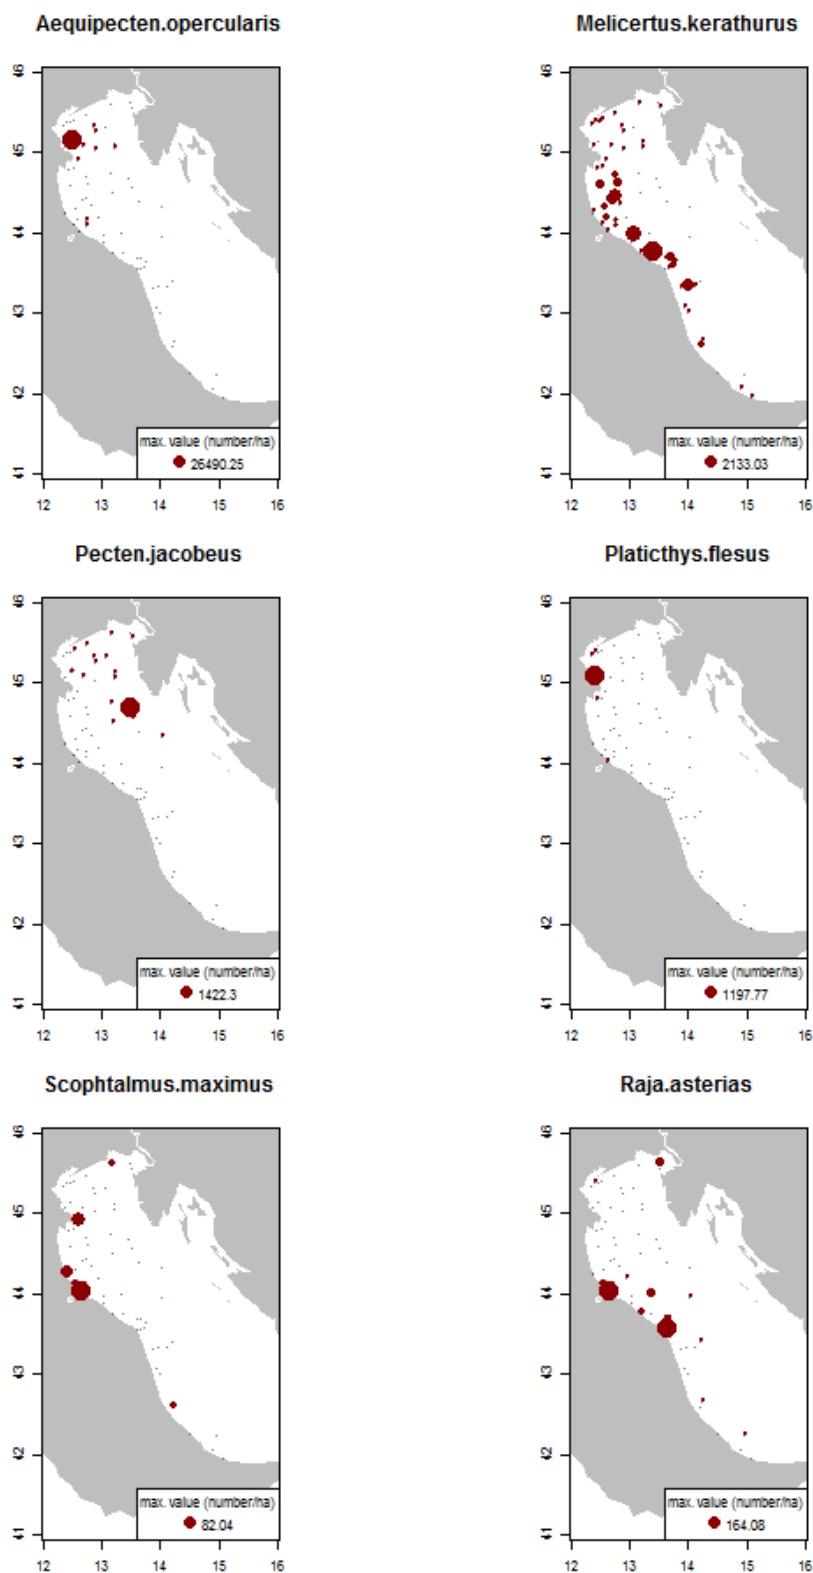 Aequipecten.opercularis
46
45
44
43
42
41
max. value (number/ha)
26490.25
12 13 14 15 16
Melicertus.kerathurus
46
45
44
43
42
41
max. value (number/ha)
2133.03
12 13 14 15 16
Pecten.jacobeus
46
45
44
43
42
41
max. value (number/ha)
1422.3
12 13 14 15 16
Platicthys.flesus
46
45
44
43
42
41
max. value (number/ha)
1197.77
12 13 14 15 16
Scophtalmus.maximus
46
45
44
43
42
41
max. value (number/ha)
82.04
12 13 14 15 16
Raja.asterias
46
45
44
43
42
41
max. value (number/ha)
164.08
12 13 14 15 16